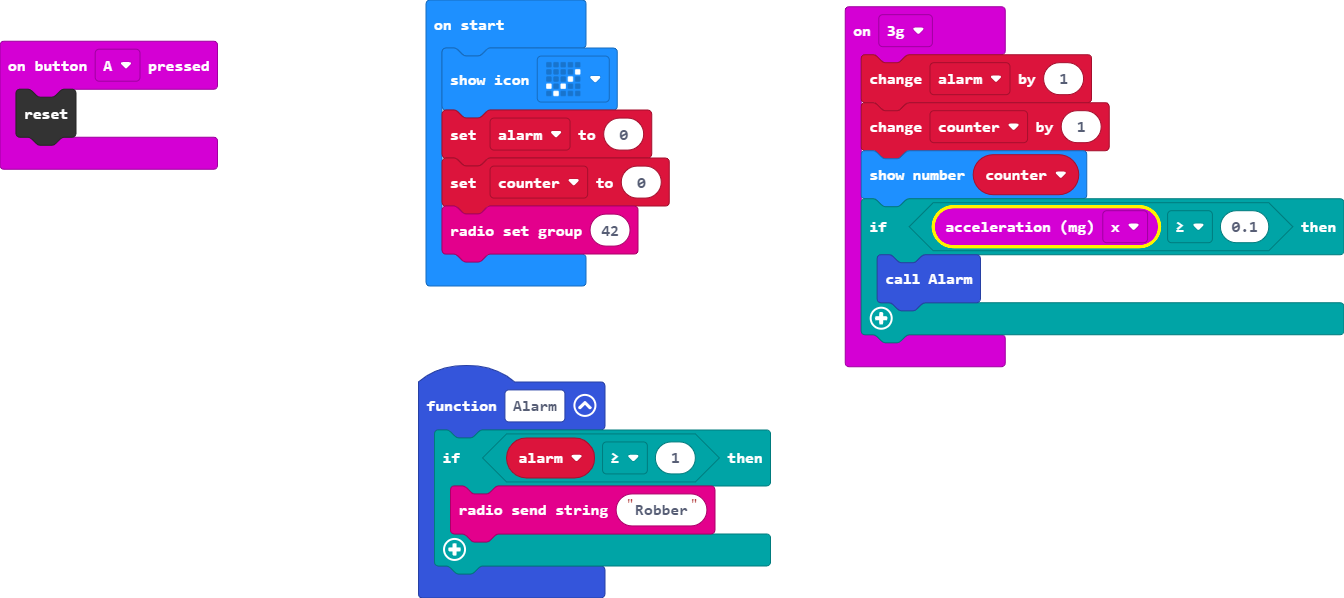 on button A pressed
reset
on start
show icon
set alarm to 0
set counter to 0
radio set group 42
on 3g
change alarm by 1
change counter by 1
show number counter
if acceleration (mg) x ≥ 0.1 then
call Alarm
function Alarm
if alarm ≥ 1 then
radio send string "Robber"